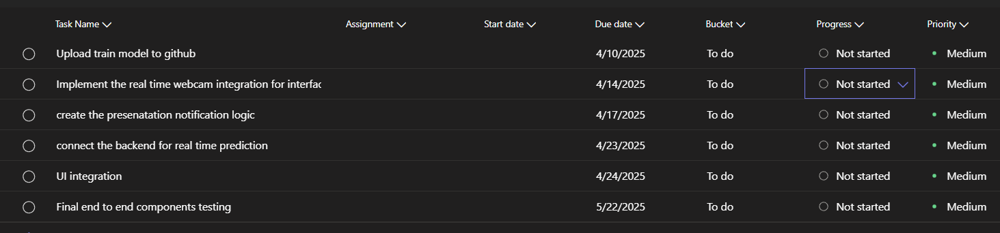 Task Name Assignment Start date Due date Bucket Progress Priority
Upload train model to github 4/10/2025 To do Not started Medium
Implement the real time webcam integration for interfac 4/14/2025 To do Not started Medium
create the presenatation notification logic 4/17/2025 To do Not started Medium
connect the backend for real time prediction 4/23/2025 To do Not started Medium
UI integration 4/24/2025 To do Not started Medium
Final end to end components testing 5/22/2025 To do Not started Medium